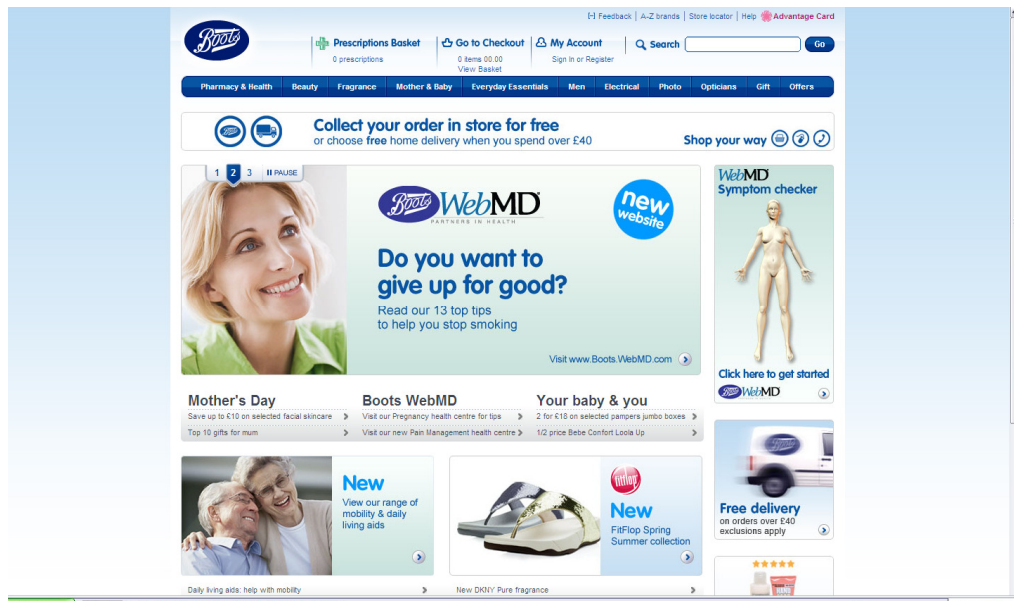 [-] Feedback | A-Z brands | Store locator | Help Advantage Card
Boots
Prescriptions Basket
0 prescriptions
Go to Checkout
0 items 00.00
View Basket
My Account
Sign In or Register
Search
Go
Pharmacy & Health Beauty Fragrance Mother & Baby Everyday Essentials Men Electrical Photo Opticians Gift Offers
Collect your order in store for free
or choose free home delivery when you spend over £40
Shop your way
1 2 3 PAUSE
Boots WebMD
PARTNERS IN HEALTH
new
website
Do you want to
give up for good?
Read our 13 top tips
to help you stop smoking
Visit www.Boots.WebMD.com
WebMD
Symptom checker
Click here to get started
Boots WebMD
Mother's Day
Save up to £10 on selected facial skincare
Top 10 gifts for mum
Boots WebMD
Visit our Pregnancy health centre for tips
Visit our new Pain Management health centre
Your baby & you
2 for £18 on selected pampers jumbo boxes
1/2 price Bebe Confort Loola Up
New
View our range of
mobility & daily
living aids
fitflop
New
FitFlop Spring
Summer collection
Boots
Free delivery
on orders over £40
exclusions apply
Daily living aids: help with mobility
New DKNY Pure fragrance